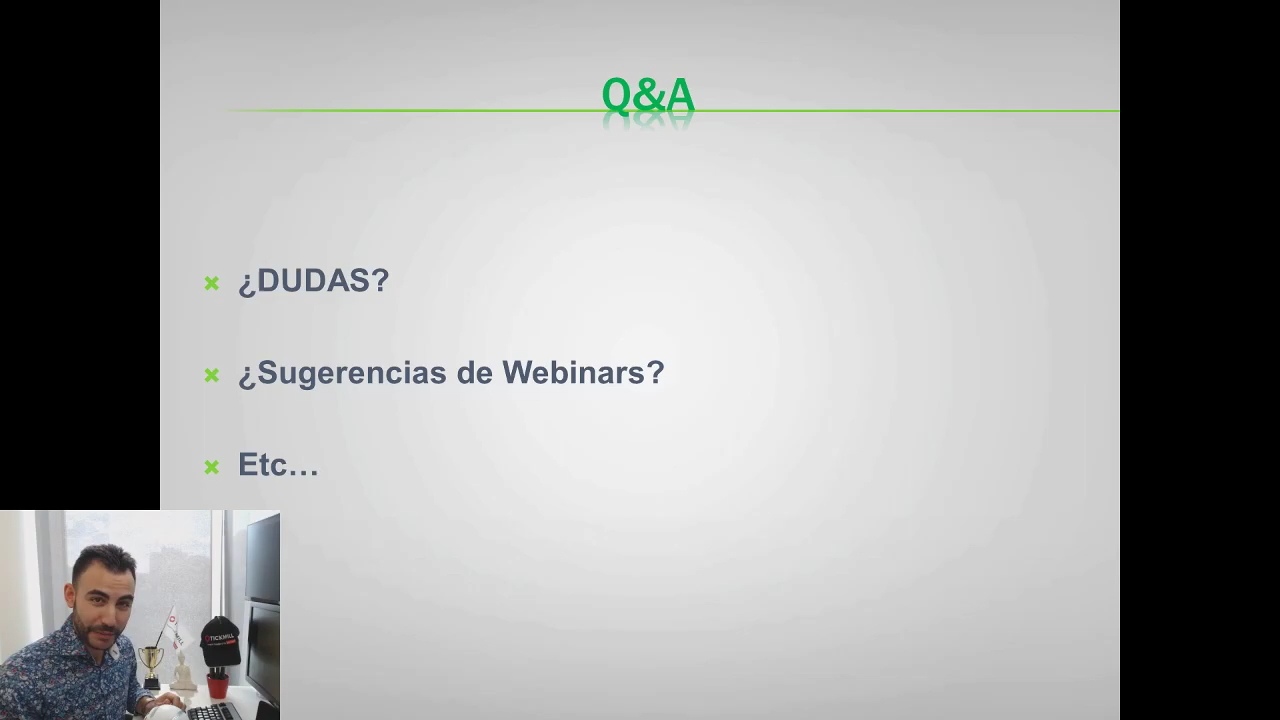 Q&A
¿DUDAS?
¿Sugerencias de Webinars?
Etc…
TICKMILL